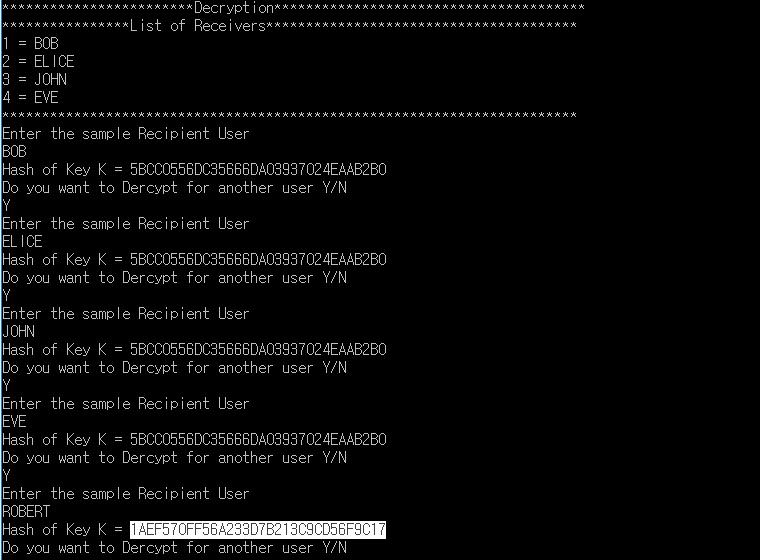 ************************Decryption***************************************
****************List of Receivers***************************************
1 = BOB
2 = ELICE
3 = JOHN
4 = EVE
************************************************************************
Enter the sample Recipient User
BOB
Hash of Key K = 5BCC0556DC35666DA03937024EAAB2B0
Do you want to Dercypt for another user Y/N
Y
Enter the sample Recipient User
ELICE
Hash of Key K = 5BCC0556DC35666DA03937024EAAB2B0
Do you want to Dercypt for another user Y/N
Y
Enter the sample Recipient User
JOHN
Hash of Key K = 5BCC0556DC35666DA03937024EAAB2B0
Do you want to Dercypt for another user Y/N
Y
Enter the sample Recipient User
EVE
Hash of Key K = 5BCC0556DC35666DA03937024EAAB2B0
Do you want to Dercypt for another user Y/N
Y
Enter the sample Recipient User
ROBERT
Hash of Key K = 1AEF570FF56A233D7B213C9CD56F9C17
Do you want to Dercypt for another user Y/N